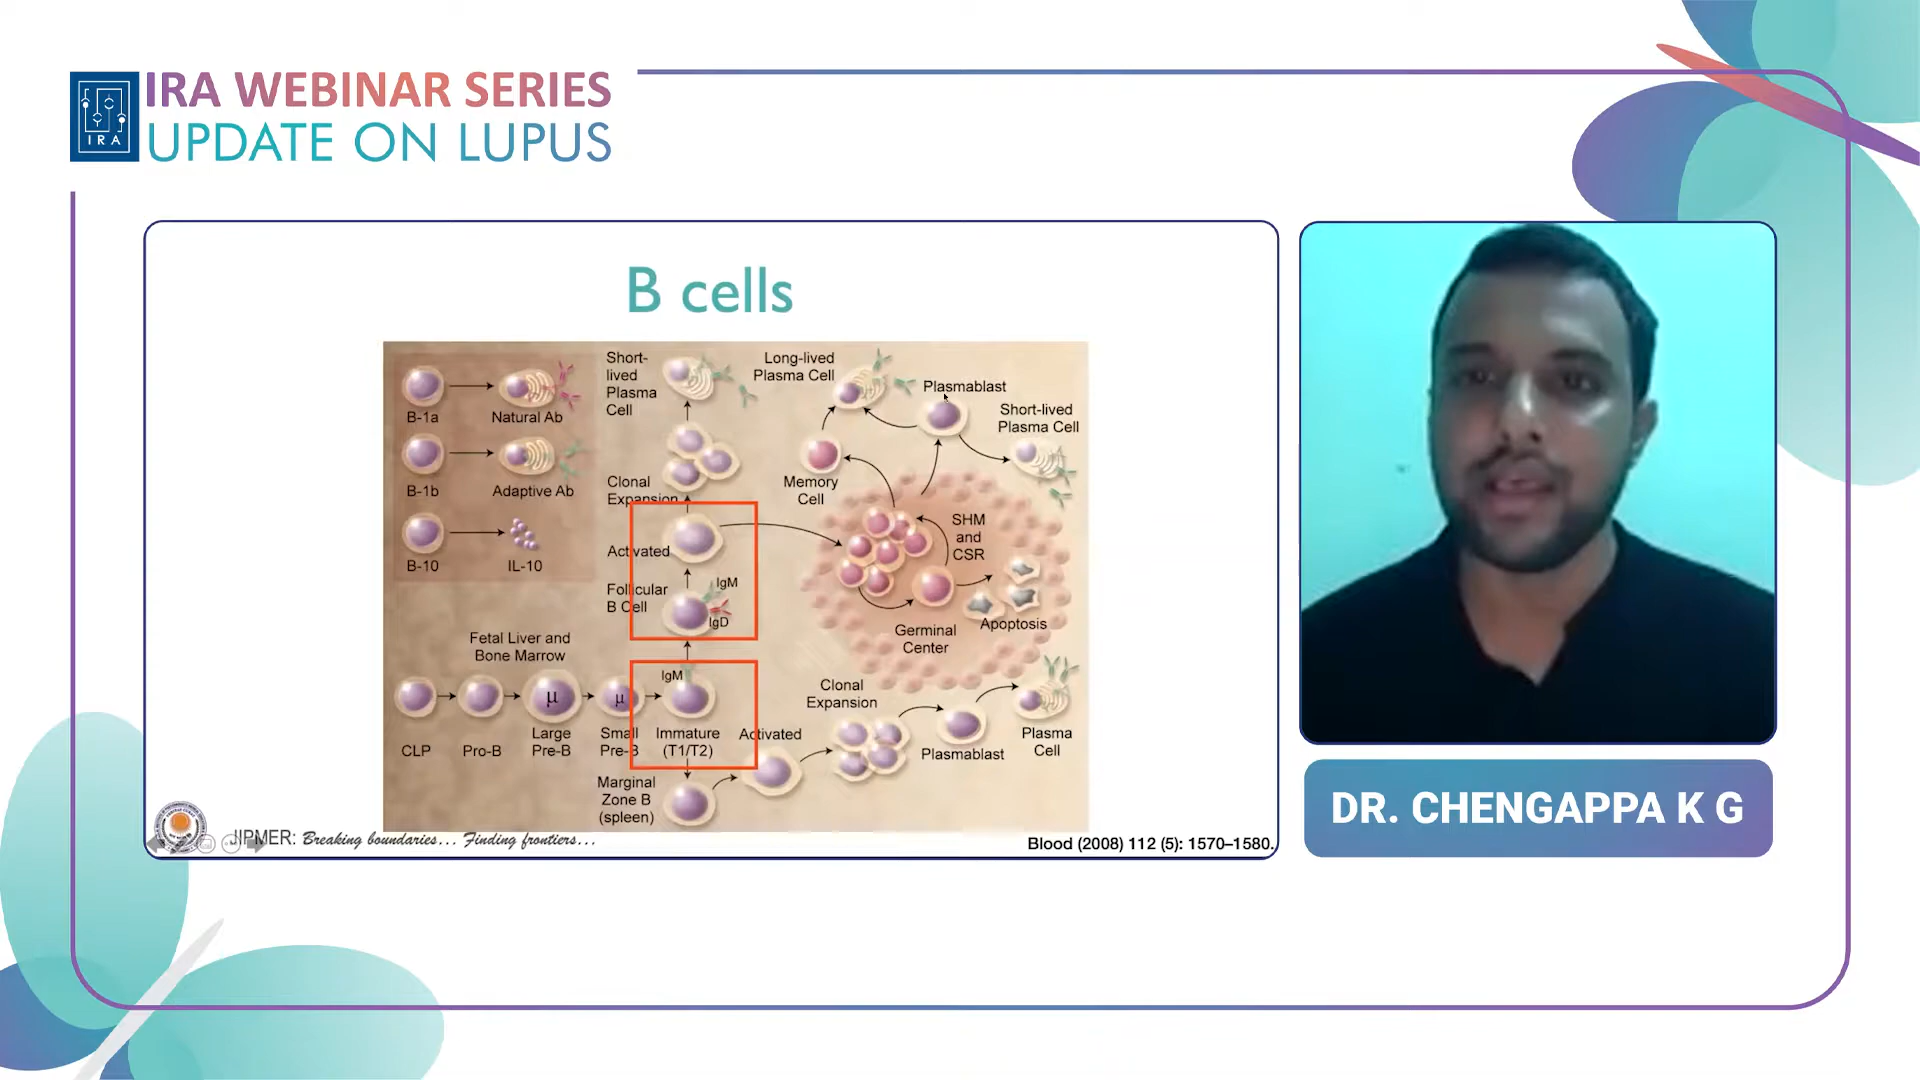 IRA
IRA WEBINAR SERIES
UPDATE ON LUPUS
B cells
B-1a
Natural Ab
B-1b
Adaptive Ab
B-10
IL-10
Short-
lived
Plasma
Cell
Clonal
Expansion
Activated
Follicular
B Cell
IgM
IgD
Long-lived
Plasma Cell
Plasmablast
Short-lived
Plasma Cell
Memory
Cell
SHM
and
CSR
Germinal
Center
Apoptosis
Fetal Liver and
Bone Marrow
IgM
μ
μ
CLP
Pro-B
Large
Pre-B
Small
Pre-B
Immature
(T1/T2)
Marginal
Zone B
(spleen)
Activated
Clonal
Expansion
Plasmablast
Plasma
Cell
JIPMER: Breaking boundaries... Finding frontiers...
Blood (2008) 112 (5): 1570–1580.
DR. CHENGAPPA K G